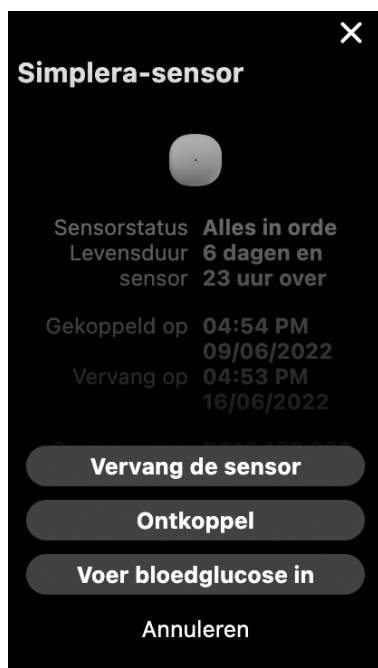 Simplera-sensor
Sensorstatus Alles in orde
Levensduur 6 dagen en
sensor 23 uur over
Gekoppeld op 04:54 PM
09/06/2022
Vervang op 04:53 PM
16/06/2022
Vervang de sensor
Ontkoppel
Voer bloedglucose in
Annuleren